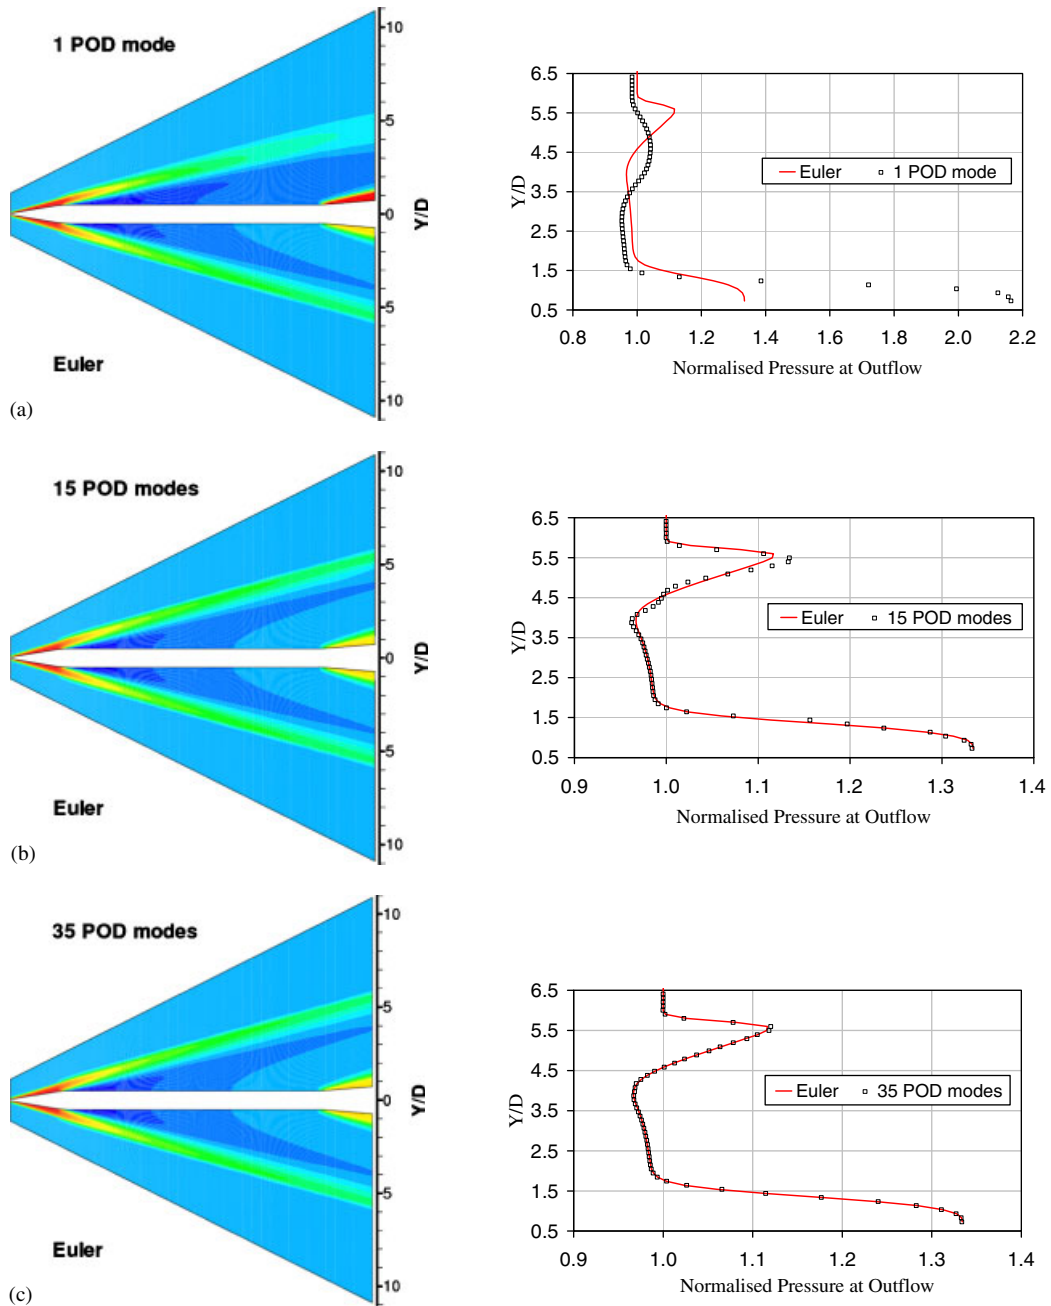 1 POD mode
10
5
0
5
10
Y/D
Euler
(a)
6.5
5.5
4.5
3.5
2.5
1.5
0.5
Y/D
Euler 1 POD mode
0.8 1.0 1.2 1.4 1.6 1.8 2.0 2.2
Normalised Pressure at Outflow
15 POD modes
10
5
0
5
10
Y/D
Euler
(b)
6.5
5.5
4.5
3.5
2.5
1.5
0.5
Y/D
Euler 15 POD modes
0.9 1.0 1.1 1.2 1.3 1.4
Normalised Pressure at Outflow
35 POD modes
10
5
0
5
10
Y/D
Euler
(c)
6.5
5.5
4.5
3.5
2.5
1.5
0.5
Y/D
Euler 35 POD modes
0.9 1.0 1.1 1.2 1.3 1.4
Normalised Pressure at Outflow